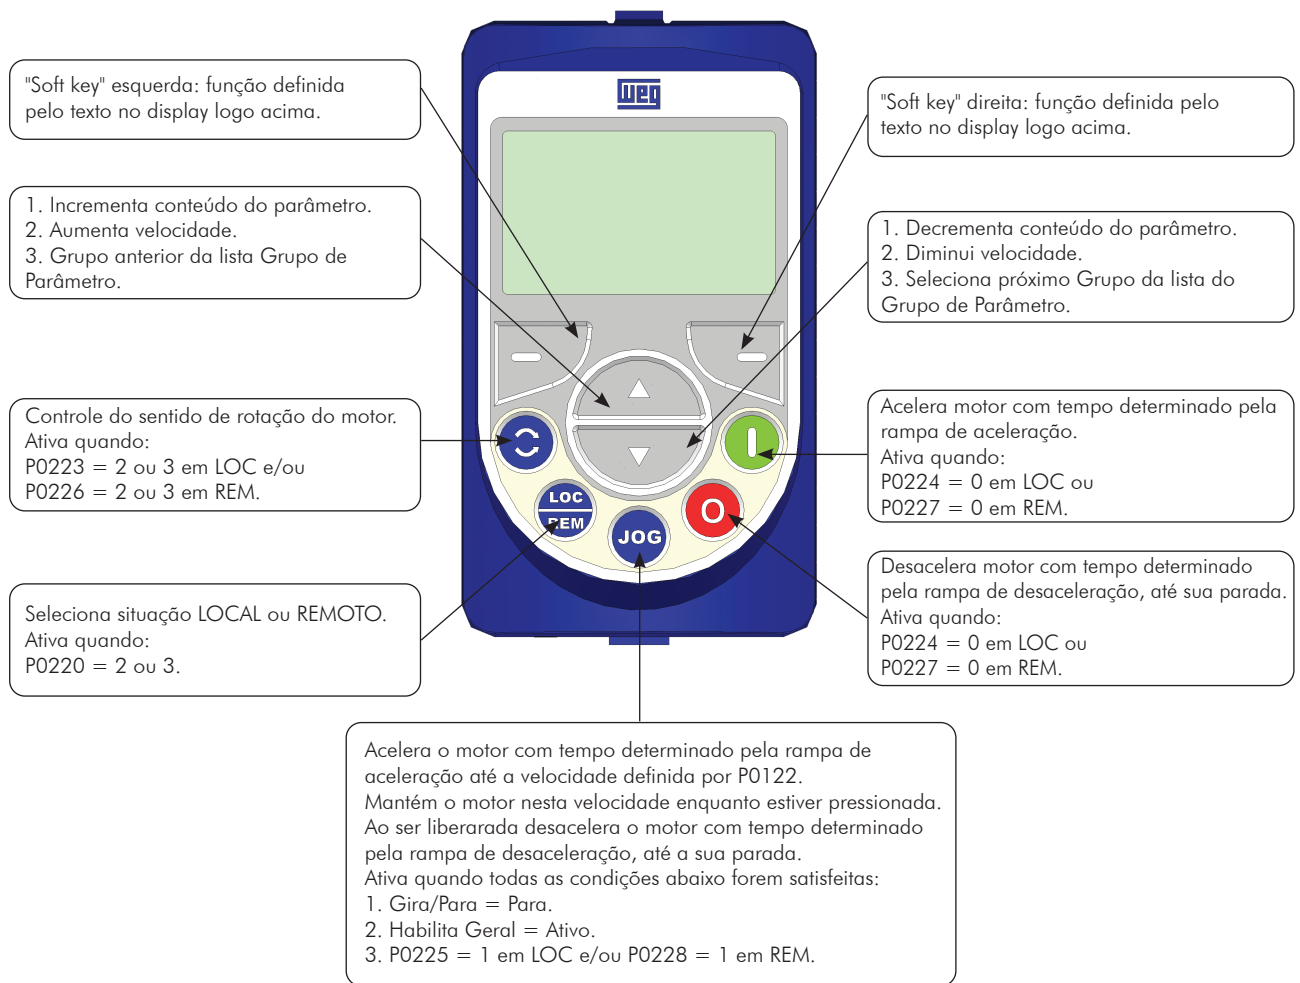 "Soft key" esquerda: função definida
pelo texto no display logo acima.
1. Incrementa conteúdo do parâmetro.
2. Aumenta velocidade.
3. Grupo anterior da lista Grupo de
Parâmetro.
Controle do sentido de rotação do motor.
Ativa quando:
P0223 = 2 ou 3 em LOC e/ou
P0226 = 2 ou 3 em REM.
Seleciona situação LOCAL ou REMOTO.
Ativa quando:
P0220 = 2 ou 3.
Weg
LOC
REM
JOG
"Soft key" direita: função definida pelo
texto no display logo acima.
1. Decrementa conteúdo do parâmetro.
2. Diminui velocidade.
3. Seleciona próximo Grupo da lista do
Grupo de Parâmetro.
Acelera motor com tempo determinado pela
rampa de aceleração.
Ativa quando:
P0224 = 0 em LOC ou
P0227 = 0 em REM.
Desacelera motor com tempo determinado
pela rampa de desaceleração, até sua parada.
Ativa quando:
P0224 = 0 em LOC ou
P0227 = 0 em REM.
Acelera o motor com tempo determinado pela rampa de
aceleração até a velocidade definida por P0122.
Mantém o motor nesta velocidade enquanto estiver pressionada.
Ao ser liberarada desacelera o motor com tempo determinado
pela rampa de desaceleração, até a sua parada.
Ativa quando todas as condições abaixo forem satisfeitas:
1. Gira/Para = Para.
2. Habilita Geral = Ativo.
3. P0225 = 1 em LOC e/ou P0228 = 1 em REM.